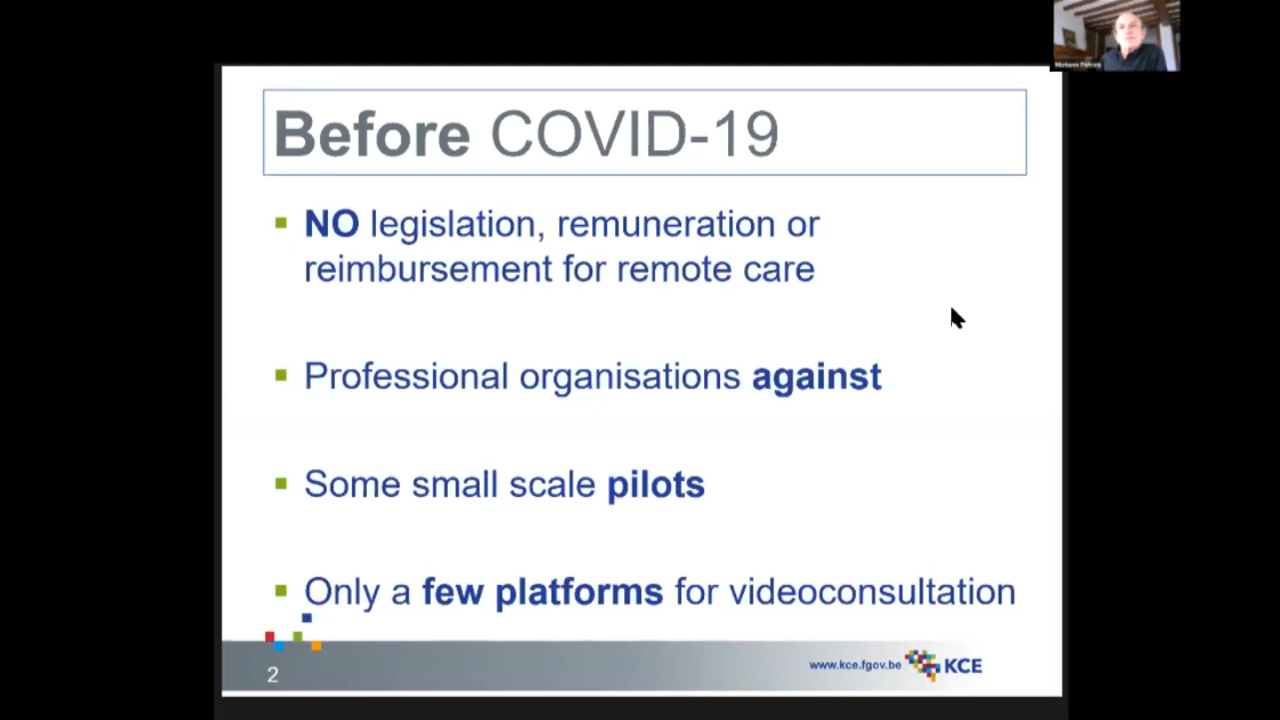 Before COVID-19
NO legislation, remuneration or
reimbursement for remote care
Professional organisations against
Some small scale pilots
Only a few platforms for videoconsultation
2
www.kce.fgov.be
KCE